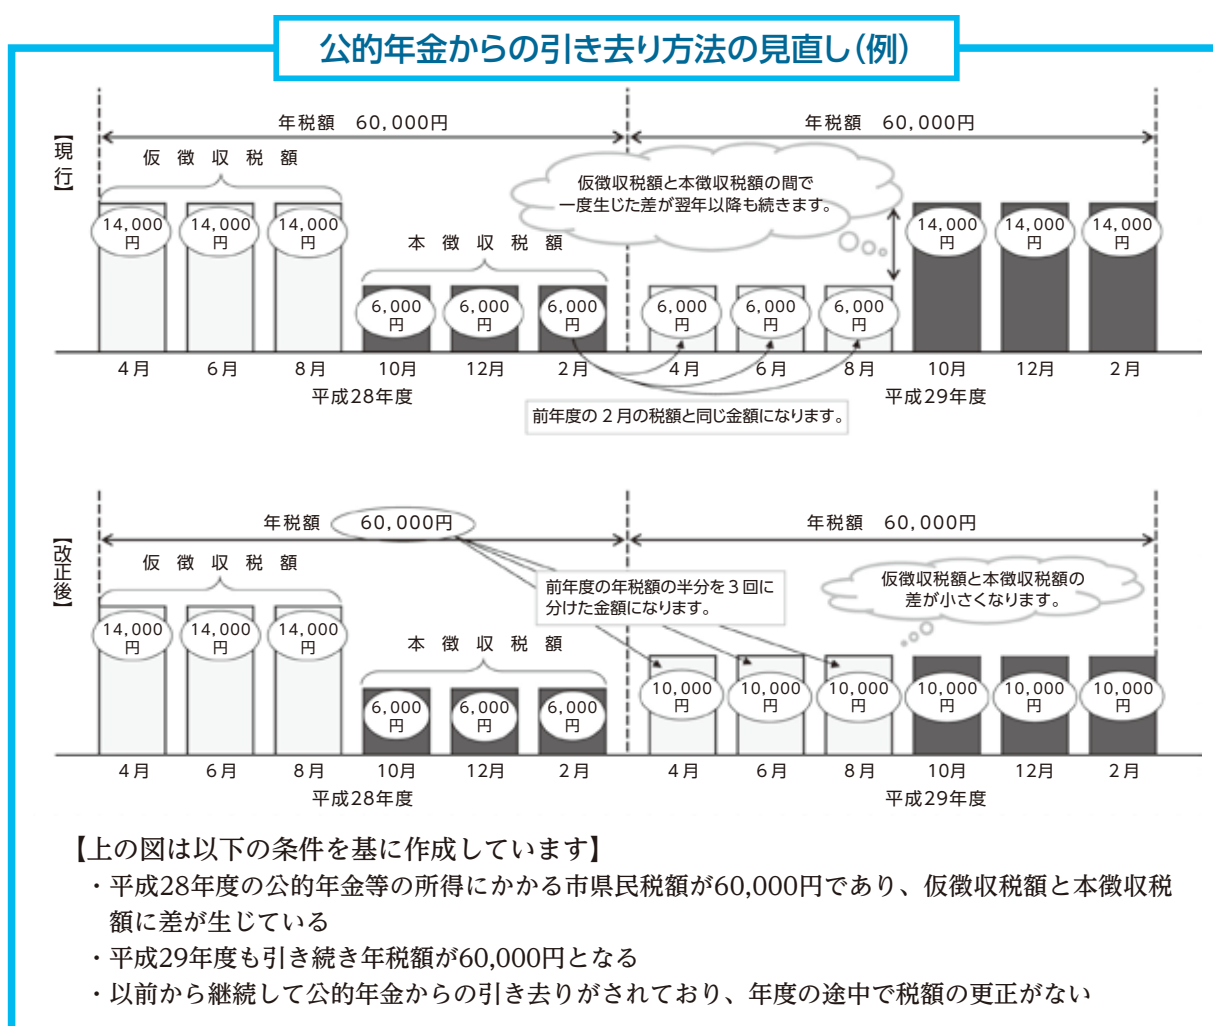 公的年金からの引き去り方法の見直し(例)
【現行】
年税額 60,000円
年税額 60,000円
仮徴収税額
仮徴収税額と本徴収税額の間で
一度生じた差が翌年以降も続きます。
14,000円
14,000円
14,000円
本徴収税額
6,000円
6,000円
6,000円
6,000円
6,000円
6,000円
14,000円
14,000円
14,000円
4月 6月 8月 10月 12月 2月 4月 6月 8月 10月 12月 2月
平成28年度 平成29年度
前年度の2月の税額と同じ金額になります。
【改正後】
年税額 60,000円
年税額 60,000円
仮徴収税額
前年度の年税額の半分を3回に
分けた金額になります。
仮徴収税額と本徴収税額の
差が小さくなります。
14,000円
14,000円
14,000円
本徴収税額
6,000円
6,000円
6,000円
10,000円
10,000円
10,000円
10,000円
10,000円
10,000円
4月 6月 8月 10月 12月 2月 4月 6月 8月 10月 12月 2月
平成28年度 平成29年度
【上の図は以下の条件を基に作成しています】
・平成28年度の公的年金等の所得にかかる市県民税額が60,000円であり、仮徴収税額と本徴収税
額に差が生じている
・平成29年度も引き続き年税額が60,000円となる
・以前から継続して公的年金からの引き去りがされており、年度の途中で税額の更正がない